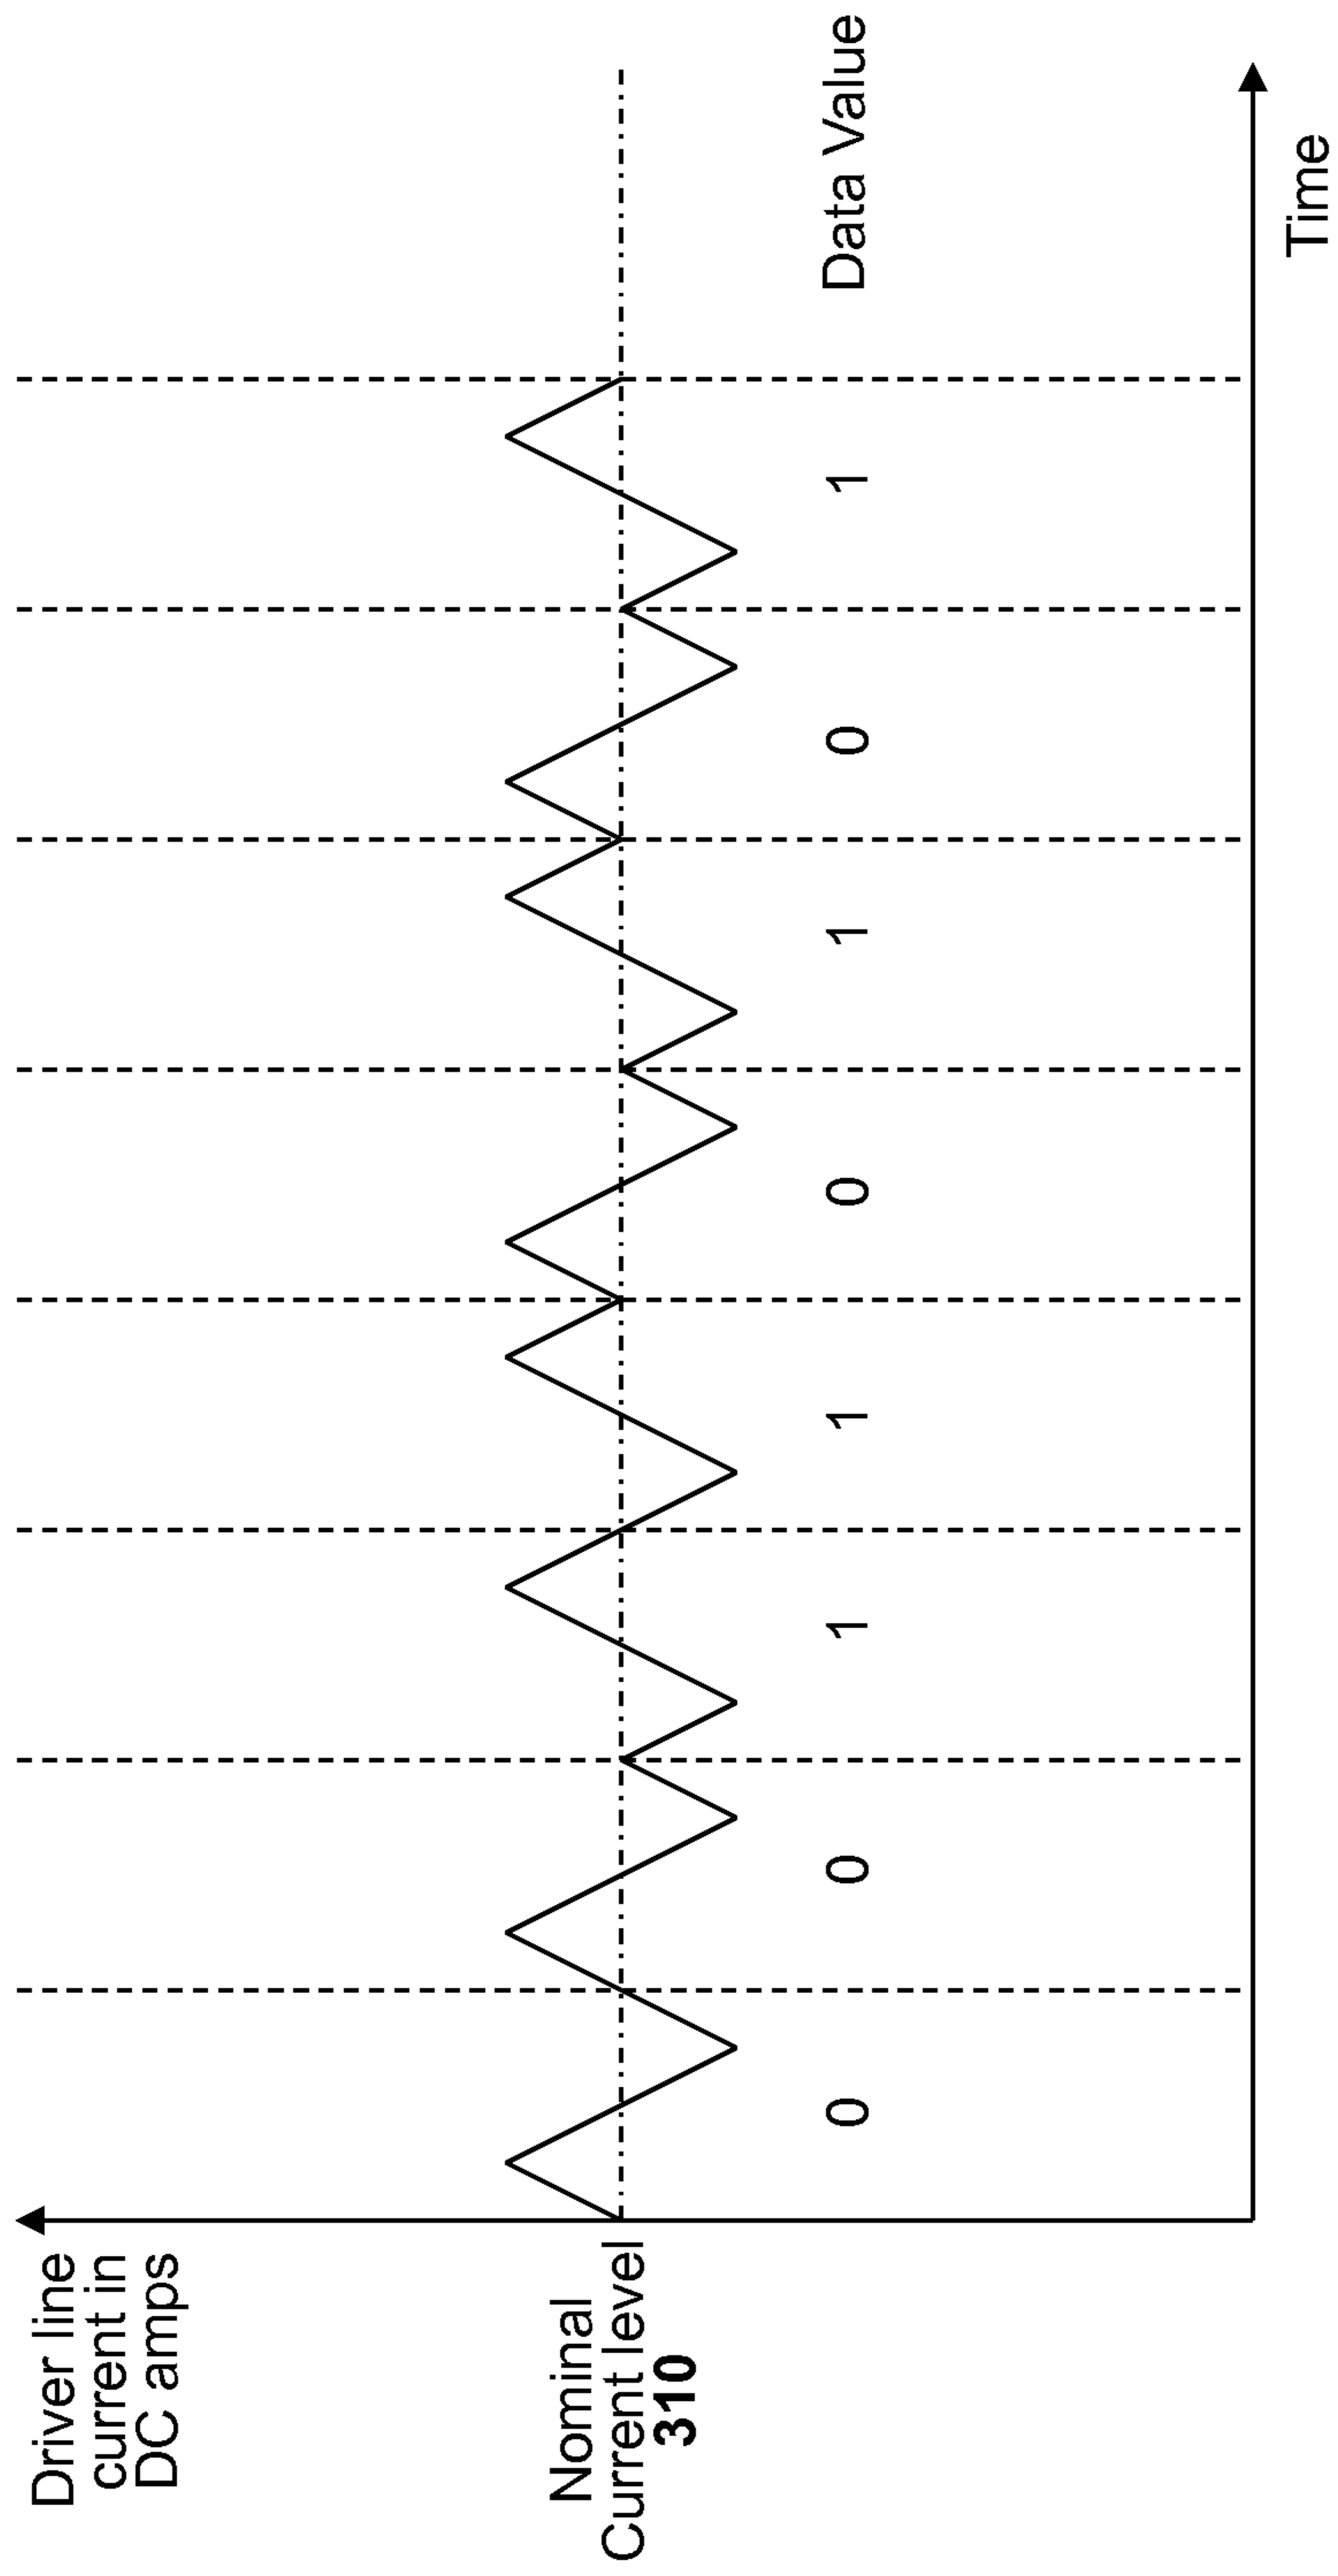 Driver line
current in
DC amps
Nominal
Current level
310
0 0 1 1 0 1 0 1 Data Value
Time